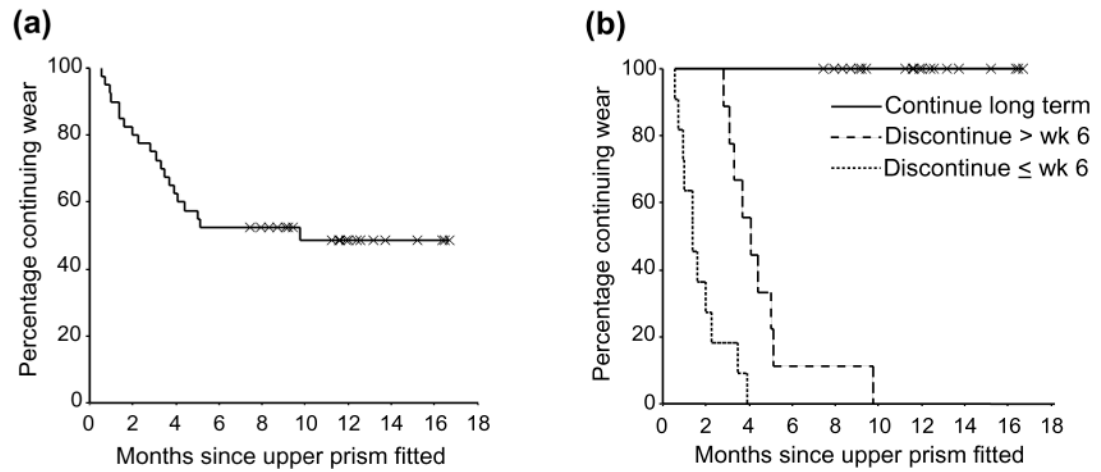 (a)
Percentage continuing wear
100
80
60
40
20
0
0 2 4 6 8 10 12 14 16 18
Months since upper prism fitted
(b)
Percentage continuing wear
100
80
60
40
20
0
Continue long term
Discontinue > wk 6
Discontinue ≤ wk 6
0 2 4 6 8 10 12 14 16 18
Months since upper prism fitted